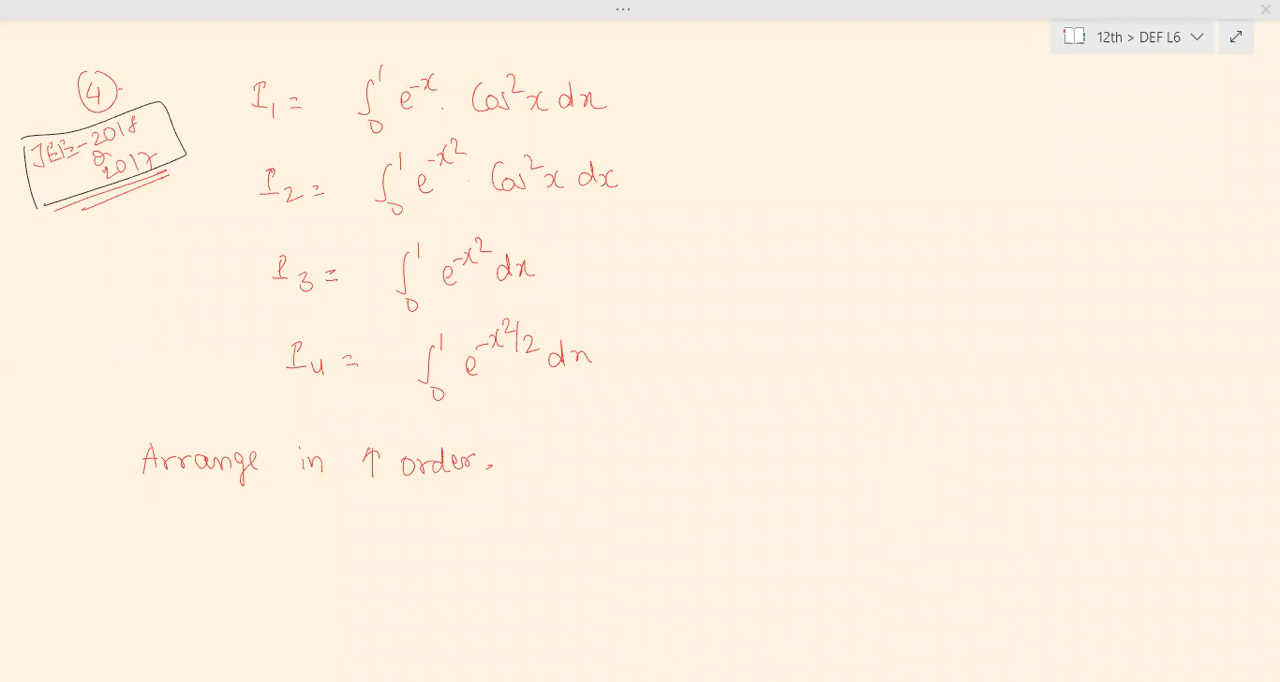 ...
12th > DEF L6
④ I₁ = ∫₀¹ e^{-x} · Cos²x dx
JEE-2018
or
2017
I₂ = ∫₀¹ e^{-x²} · Cos²x dx
I₃ = ∫₀¹ e^{-x²} dx
I₄ = ∫₀¹ e^{-x²/2} dx
Arrange in ↑ order.